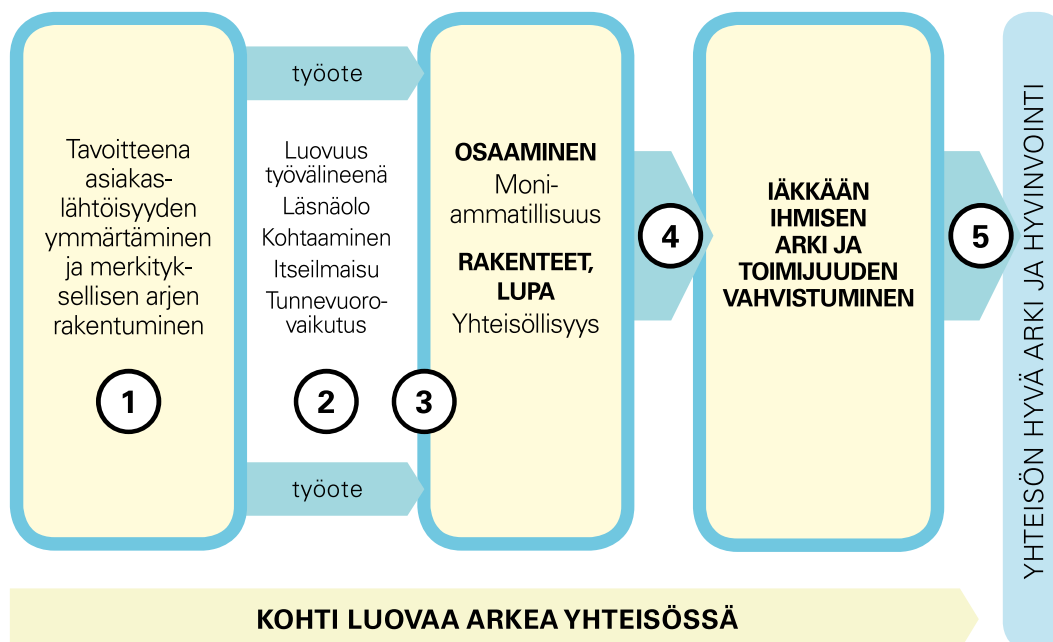 Tavoitteena
asiakas-
lähtöisyyden
ymmärtäminen
ja merkityk-
sellisen arjen
rakentuminen
1
työote
Luovuus
työvälineenä
Läsnäolo
Kohtaaminen
Itseilmaisu
Tunnevuoro-
vaikutus
2
työote
3
OSAAMINEN
Moni-
ammatillisuus
RAKENTEET,
LUPA
Yhteisöllisyys
4
IÄKKÄÄN
IHMISEN
ARKI JA
TOIMIJUUDEN
VAHVISTUMINEN
5
YHTEISÖN HYVÄ ARKI JA HYVINVOINTI
KOHTI LUOVAA ARKEA YHTEISÖSSÄ